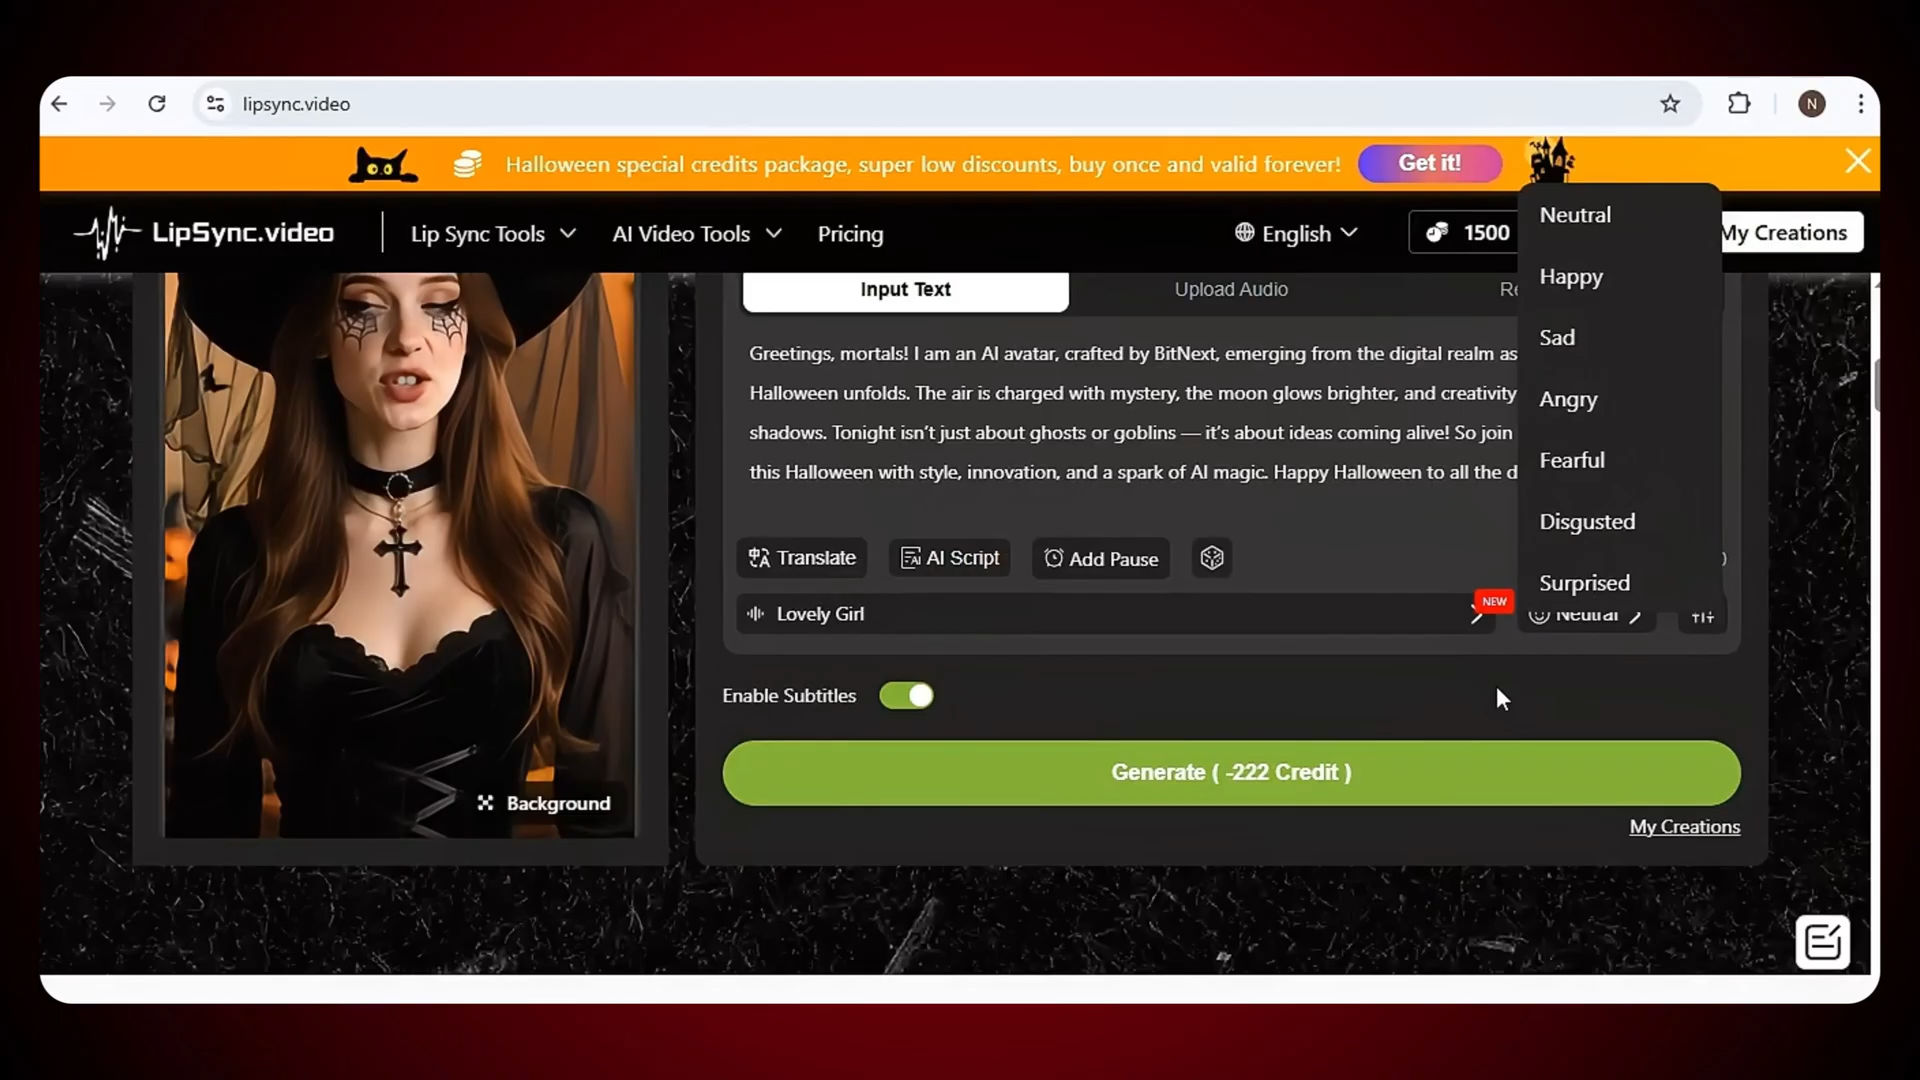 lipsync.video
N
Halloween special credits package, super low discounts, buy once and valid forever!
Get it!
LipSync.video
Lip Sync Tools
AI Video Tools
Pricing
English
1500
My Creations
Neutral
Happy
Sad
Angry
Fearful
Disgusted
Surprised
Input Text
Upload Audio
Greetings, mortals! I am an AI avatar, crafted by BitNext, emerging from the digital realm as
Halloween unfolds. The air is charged with mystery, the moon glows brighter, and creativity
shadows. Tonight isn't just about ghosts or goblins — it's about ideas coming alive! So join
this Halloween with style, innovation, and a spark of AI magic. Happy Halloween to all the
Translate
AI Script
Add Pause
Lovely Girl
NEW
Neutral
Enable Subtitles
Generate ( -222 Credit )
My Creations
Background